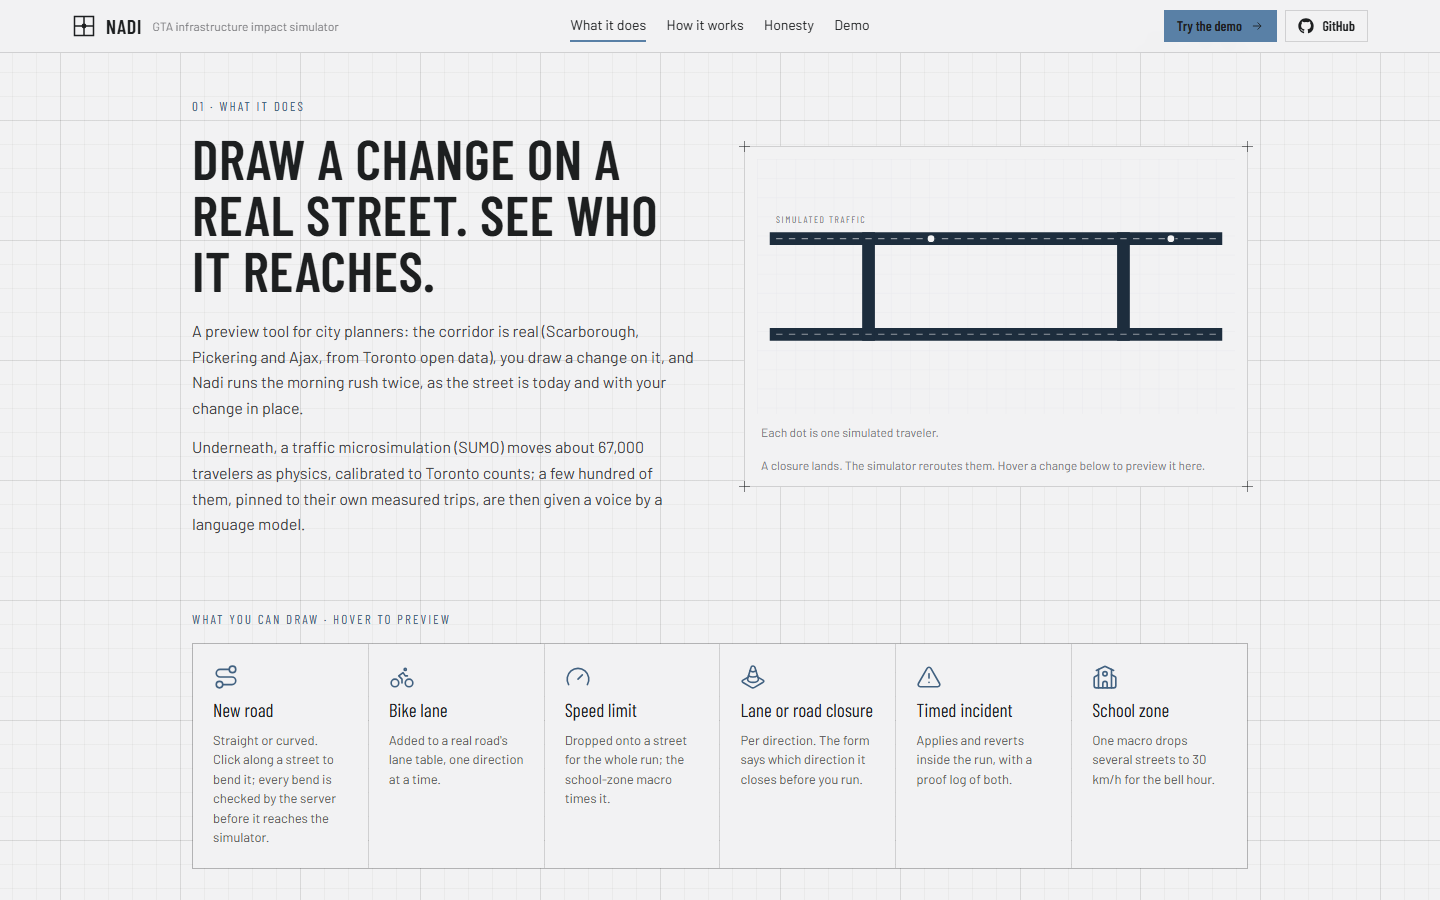 NADI
GTA infrastructure impact simulator
What it does
How it works
Honesty
Demo
Try the demo
GitHub
01 - WHAT IT DOES
DRAW A CHANGE ON A
REAL STREET. SEE WHO
IT REACHES.
A preview tool for city planners: the corridor is real (Scarborough,
Pickering and Ajax, from Toronto open data), you draw a change on it, and
Nadi runs the morning rush twice, as the street is today and with your
change in place.
Underneath, a traffic microsimulation (SUMO) moves about 67,000
travelers as physics, calibrated to Toronto counts; a few hundred of
them, pinned to their own measured trips, are then given a voice by a
language model.
SIMULATED TRAFFIC
Each dot is one simulated traveler.
A closure lands. The simulator reroutes them. Hover a change below to preview it here.
WHAT YOU CAN DRAW - HOVER TO PREVIEW
New road
Straight or curved.
Click along a street to
bend it; every bend is
checked by the server
before it reaches the
simulator.
Bike lane
Added to a real road's
lane table, one direction
at a time.
Speed limit
Dropped onto a street
for the whole run; the
school-zone macro
times it.
Lane or road closure
Per direction. The form
says which direction it
closes before you run.
Timed incident
Applies and reverts
inside the run, with a
proof log of both.
School zone
One macro drops
several streets to 30
km/h for the bell hour.